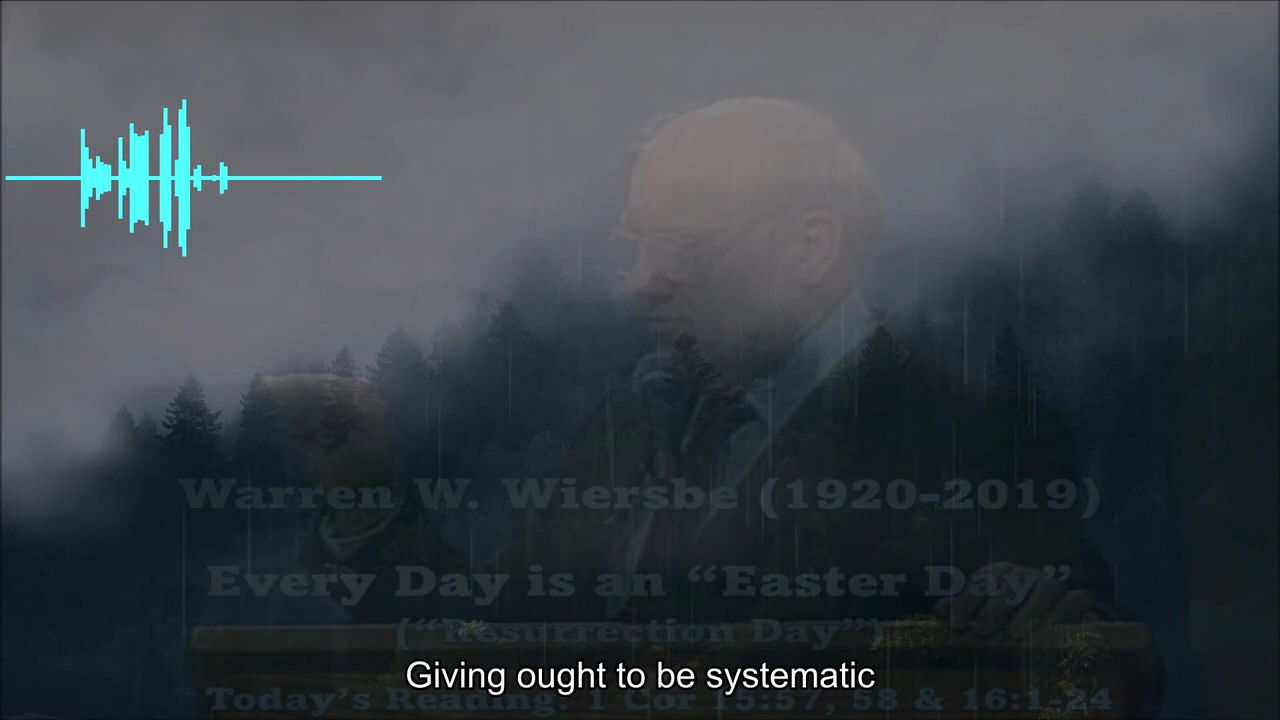 Warren W. Wiersbe (1920-2019)
Every Day is an “Easter Day”
(“Resurrection Day”)
Giving ought to be systematic
Today’s Reading: 1 Cor 15:57, 58 & 16:1-24